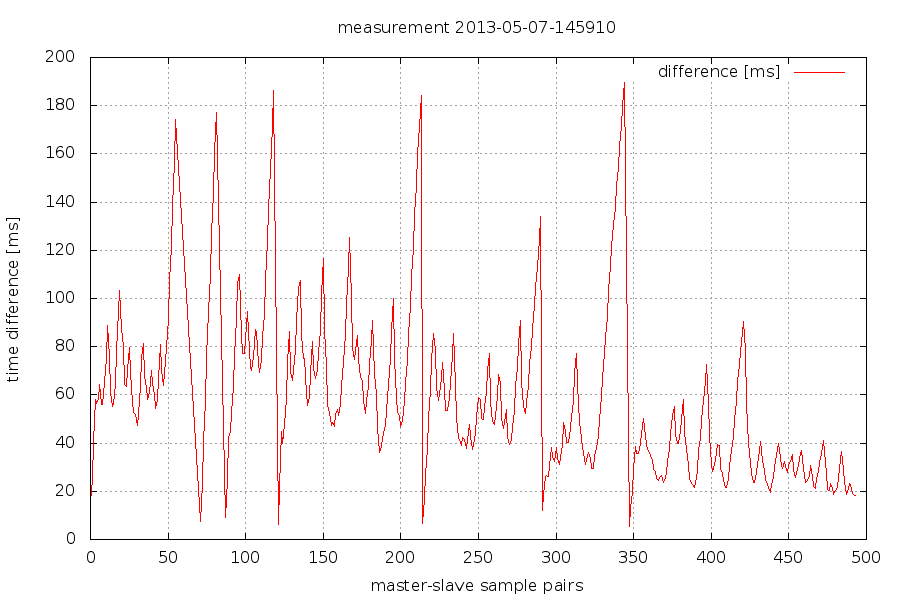 measurement 2013-05-07-145910
difference [ms]
time difference [ms]
200
180
160
140
120
100
80
60
40
20
0
0 50 100 150 200 250 300 350 400 450 500
master-slave sample pairs